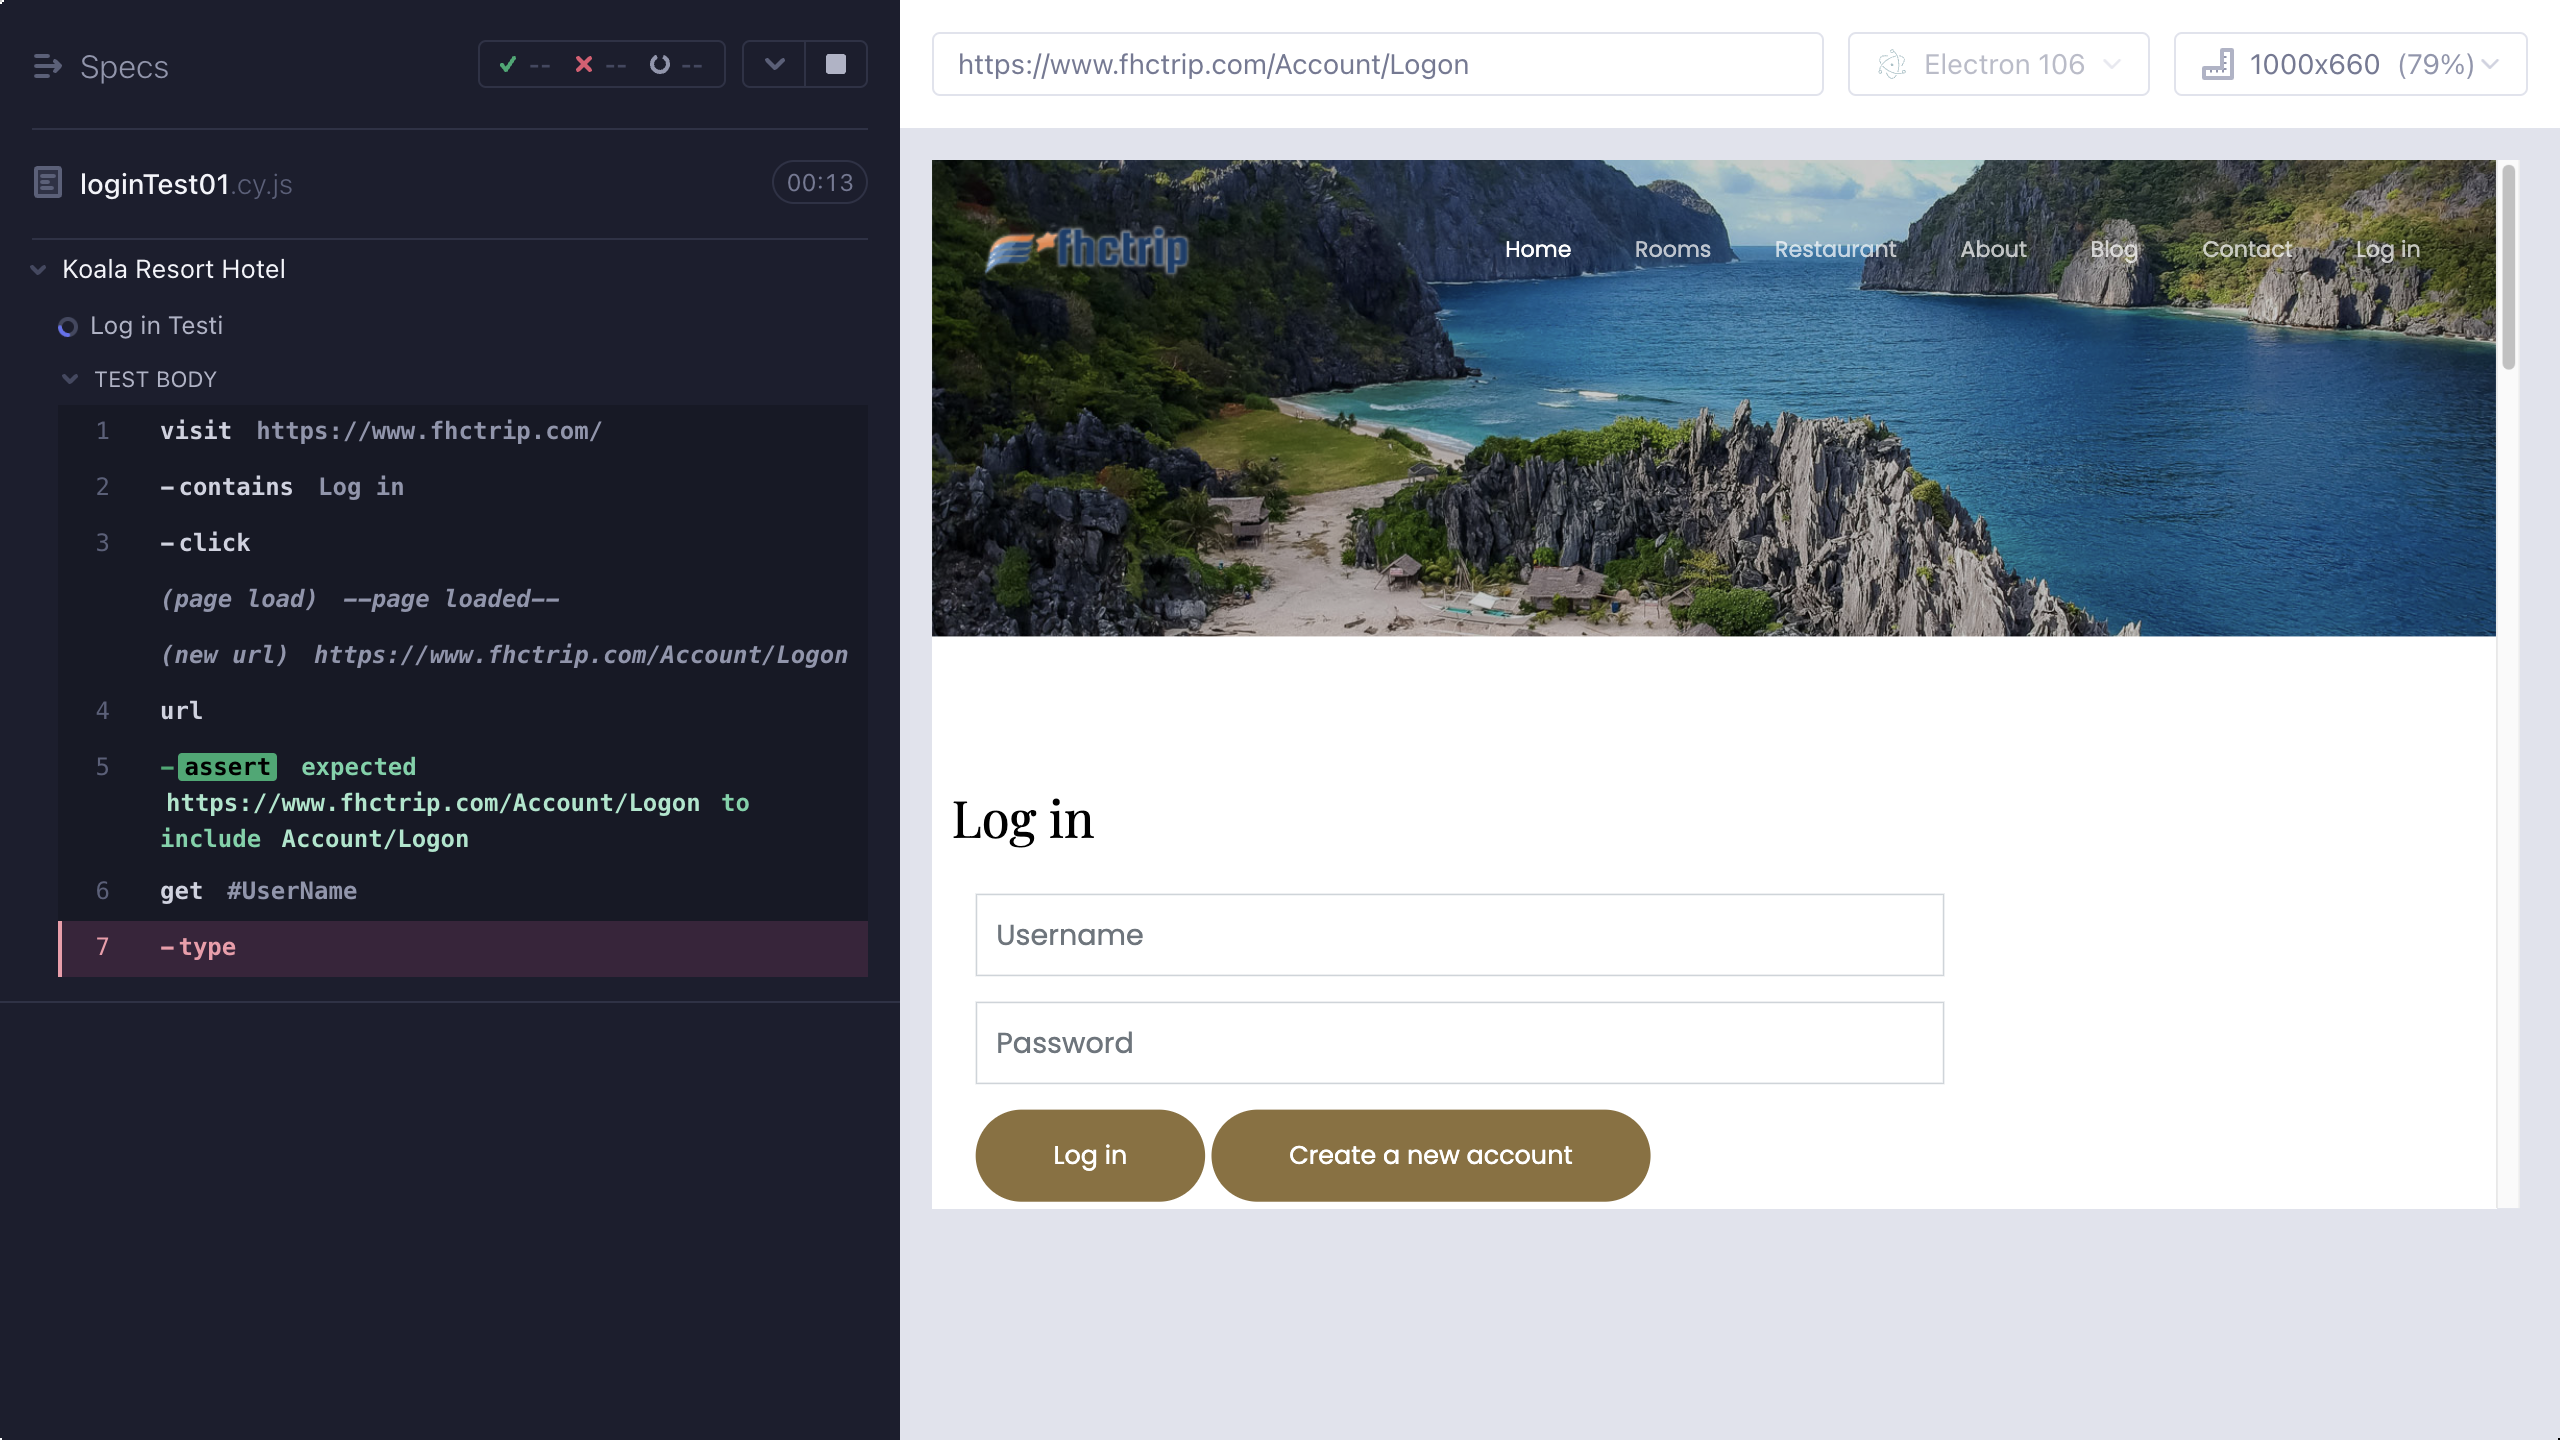 Specs
--
--
--
loginTest01.cy.js
00:13
Koala Resort Hotel
Log in Testi
TEST BODY
1 visit https://www.fhctrip.com/
2 -contains Log in
3 -click
(page load) --page loaded--
(new url) https://www.fhctrip.com/Account/Logon
4 url
5 -assert expected
https://www.fhctrip.com/Account/Logon to
include Account/Logon
6 get #UserName
7 -type
https://www.fhctrip.com/Account/Logon
Electron 106
1000x660 (79%)
fhctrip
Home Rooms Restaurant About Blog Contact Log in
Log in
Username
Password
Log in
Create a new account